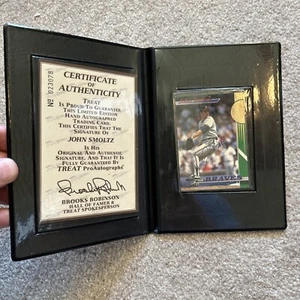 No 023078
CERTIFICATE
OF
AUTHENTICITY
TREAT
IS PROUD TO GUARANTEE
THIS LIMITED EDITION
HAND AUTOGRAPHED
TRADING CARD.
THIS CERTIFIES THAT THE
SIGNATURE OF
JOHN SMOLTZ
IS HIS
ORIGINAL AND AUTHENTIC
SIGNATURE. AND THAT IT IS
FULLY GUARANTEED BY
TREAT PROAUTOGRAPHS
BROOKS ROBINSON
HALL OF FAMER &
TREAT SPOKESPERSON
BRAVES